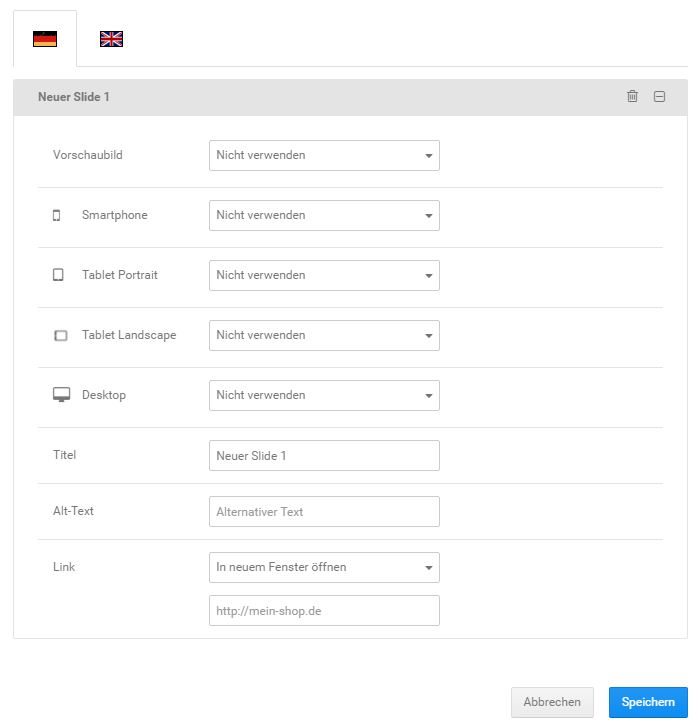 Neuer Slide 1
Vorschaubild Nicht verwenden
Smartphone Nicht verwenden
Tablet Portrait Nicht verwenden
Tablet Landscape Nicht verwenden
Desktop Nicht verwenden
Titel Neuer Slide 1
Alt-Text Alternativer Text
Link In neuem Fenster öffnen
http://mein-shop.de
Abbrechen Speichern